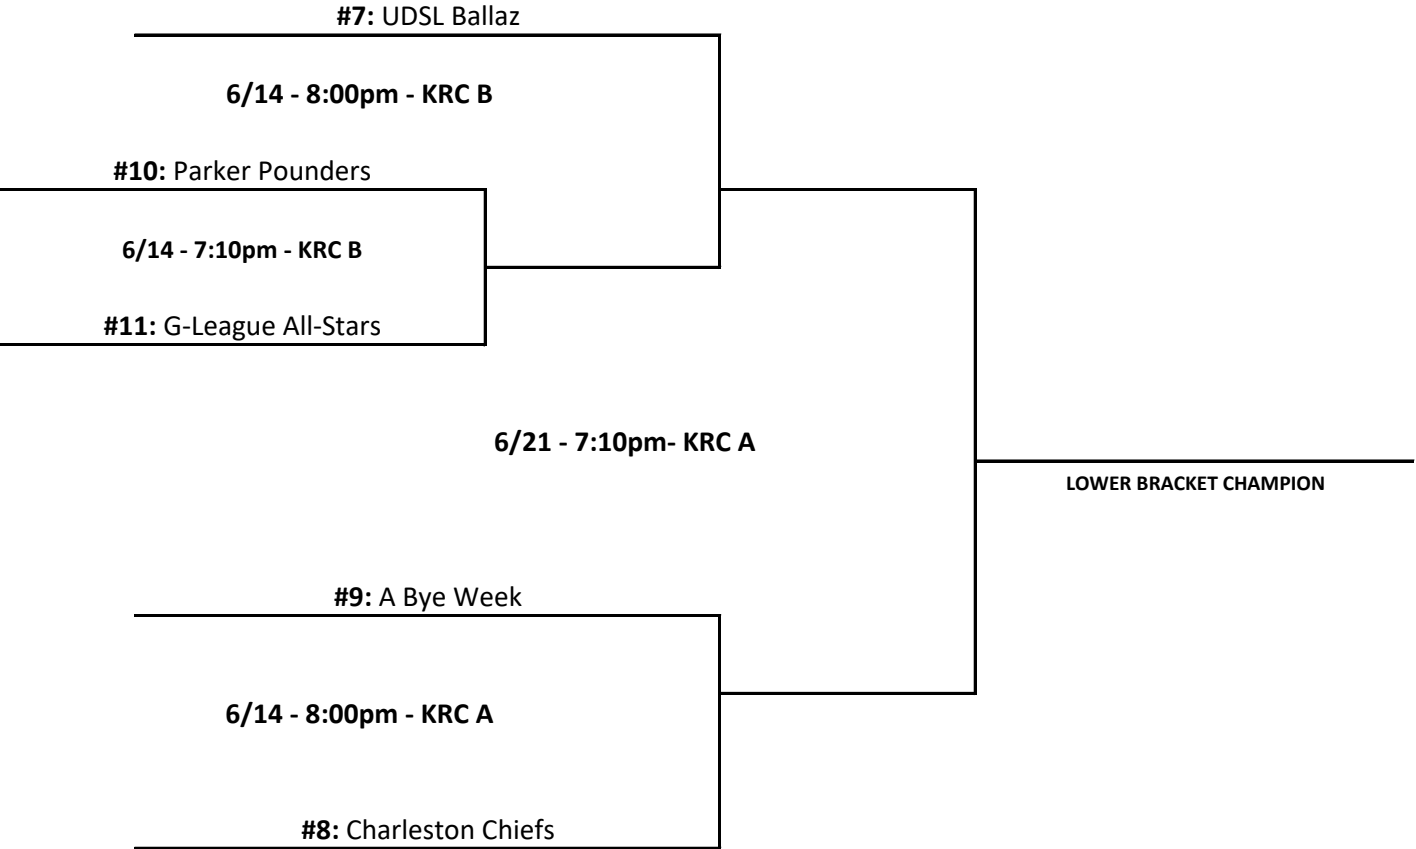 #7: UDSL Ballaz
6/14 - 8:00pm - KRC B
#10: Parker Pounders
6/14 - 7:10pm - KRC B
#11: G-League All-Stars
6/21 - 7:10pm- KRC A
LOWER BRACKET CHAMPION
#9: A Bye Week
6/14 - 8:00pm - KRC A
#8: Charleston Chiefs